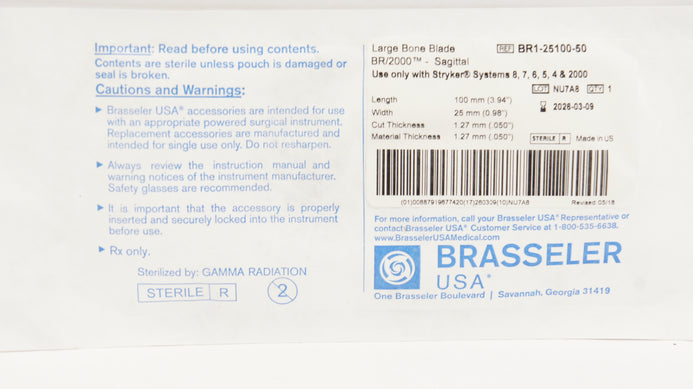 Important: Read before using contents.
Contents are sterile unless pouch is damaged or
seal is broken.
Cautions and Warnings:
▸ Brasseler USA® accessories are intended for use
with an appropriate powered surgical instrument.
Replacement accessories are manufactured and
intended for single use only. Do not resharpen.
▸ Always review the instruction manual and
warning notices of the instrument manufacturer.
Safety glasses are recommended.
▸ It is important that the accessory is properly
inserted and securely locked into the instrument
before use.
▸ Rx only.
Sterilized by: GAMMA RADIATION
STERILE R
2
Large Bone Blade REF BR1-25100-50
BR/2000™ - Sagittal
Use only with Stryker® Systems 8, 7, 6, 5, 4 & 2000
LOT NU7A8 QTY 1
Length 100 mm (3.94") 2026-03-09
Width 25 mm (0.98")
Cut Thickness 1.27 mm (.050")
Material Thickness 1.27 mm (.050") STERILE R Made in US
(01)00887919677420(17)260309(10)NU7A8 Revised 05/18
For more information, call your Brasseler USA® Representative or
contact Brasseler USA® Customer Service at 1-800-535-6638.
www.BrasselerUSAMedical.com
BRASSELER
USA®
One Brasseler Boulevard | Savannah, Georgia 31419